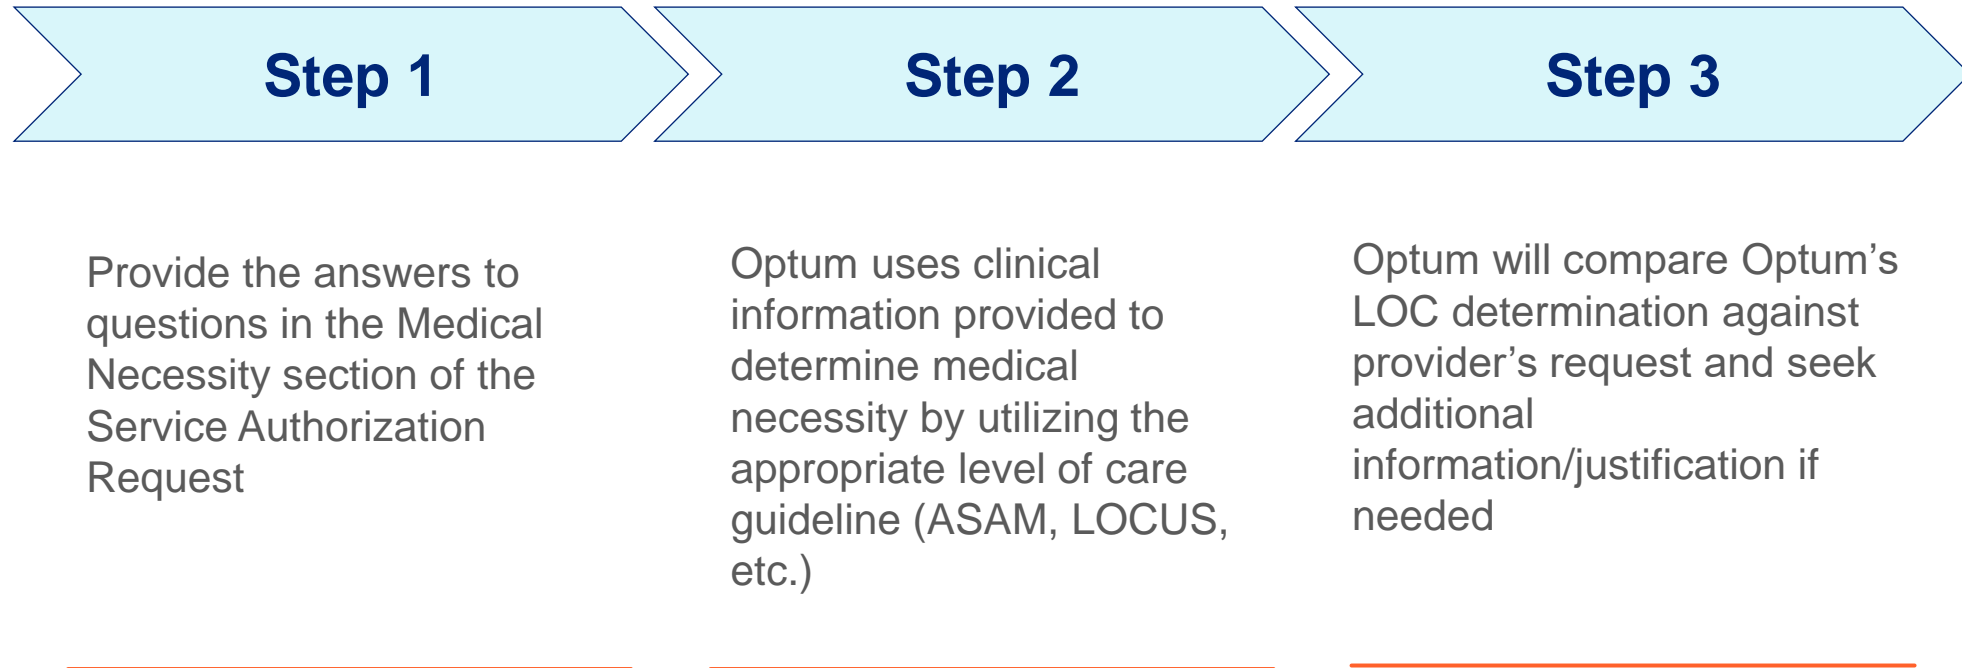 Step 1
Step 2
Step 3
Provide the answers to
questions in the Medical
Necessity section of the
Service Authorization
Request
Optum uses clinical
information provided to
determine medical
necessity by utilizing the
appropriate level of care
guideline (ASAM, LOCUS,
etc.)
Optum will compare Optum’s
LOC determination against
provider’s request and seek
additional
information/justification if
needed